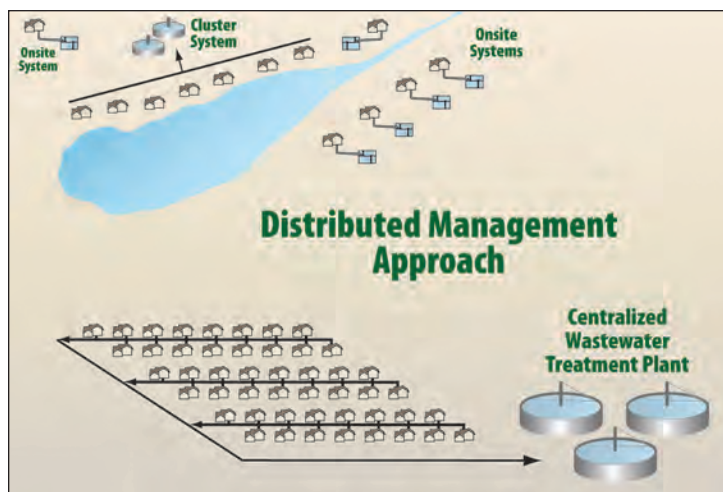 Onsite
System
Cluster
System
Onsite
Systems
Distributed Management
Approach
Centralized
Wastewater
Treatment Plant